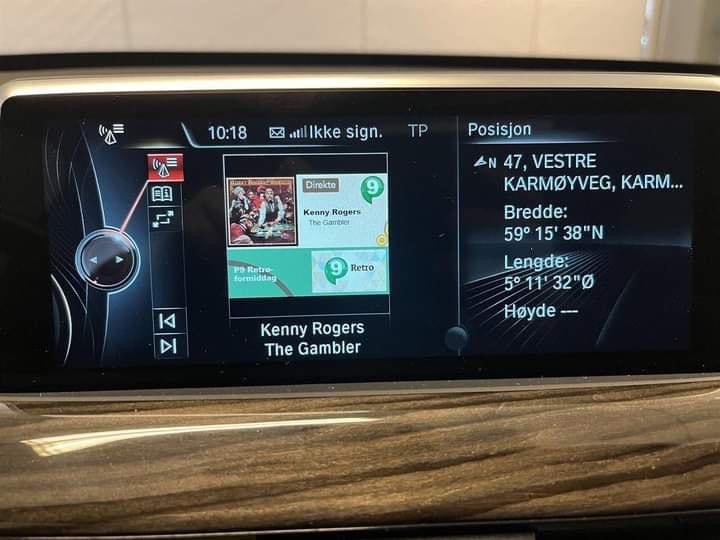 10:18 Ikke sign. TP
Posisjon
Direkte
9
Kenny Rogers
The Gambler
P9 Retro-
formiddag
9 Retro
Kenny Rogers
The Gambler
N 47, VESTRE
KARMØYVEG, KARM...
Bredde:
59° 15' 38"N
Lengde:
5° 11' 32"Ø
Høyde ---